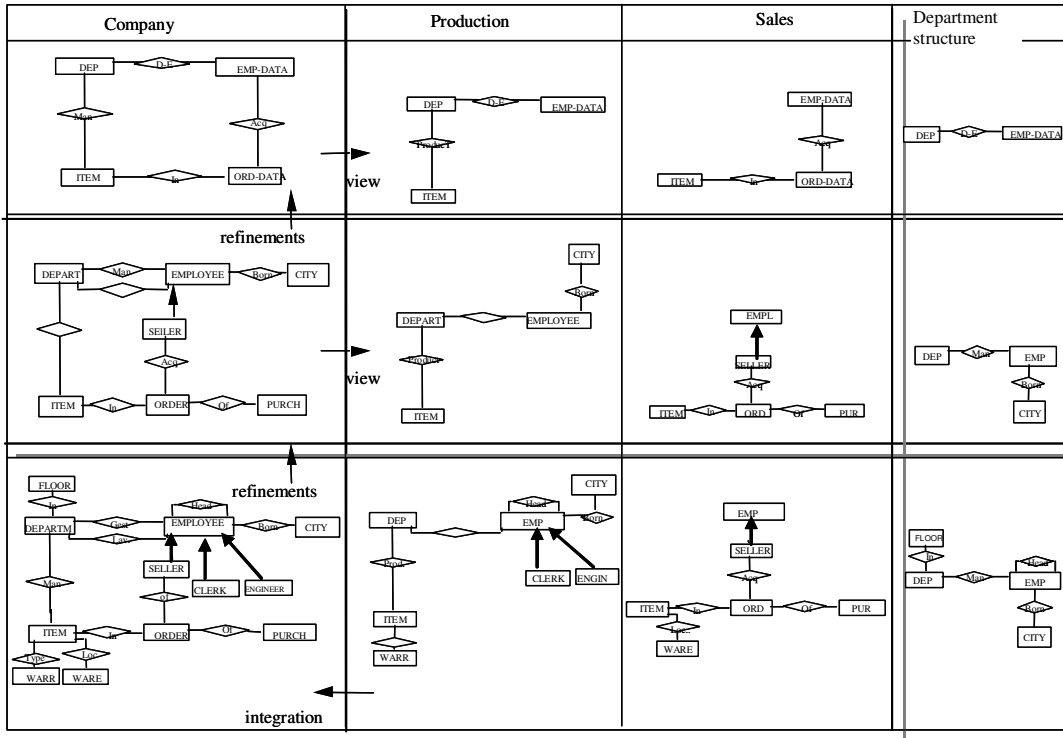 Company
Production
Sales
Department
structure
DEP
D-E
EMP-DATA
Man
Acq
ITEM
In
ORD-DATA
DEP
D-E
EMP-DATA
Product
ITEM
EMP-DATA
Acq
ITEM
In
ORD-DATA
DEP
D-E
EMP-DATA
view
refinements
DEPART
Man
EMPLOYEE
Born
CITY
SELLER
Acq
ITEM
In
ORDER
Of
PURCH
CITY
Born
DEPART
EMPLOYEE
Product
ITEM
EMPL
SELLER
Acq
ITEM
In
ORD
Of
PUR
DEP
Man
EMP
Born
CITY
view
refinements
FLOOR
In
DEPARTM
Gest
EMPLOYEE
Head
Born
CITY
Lav.
SELLER
CLERK
ENGINEER
Man
of
ITEM
In
ORDER
Of
PURCH
Type
Loc
WARR
WARE
CITY
Head
Born
DEP
EMP
Prod.
CLERK
ENGIN
ITEM
WARR
EMP
SELLER
Acq
ITEM
In
ORD
Of
PUR
Loc..
WARE
FLOOR
In
Head
DEP
Man
EMP
Born
CITY
integration